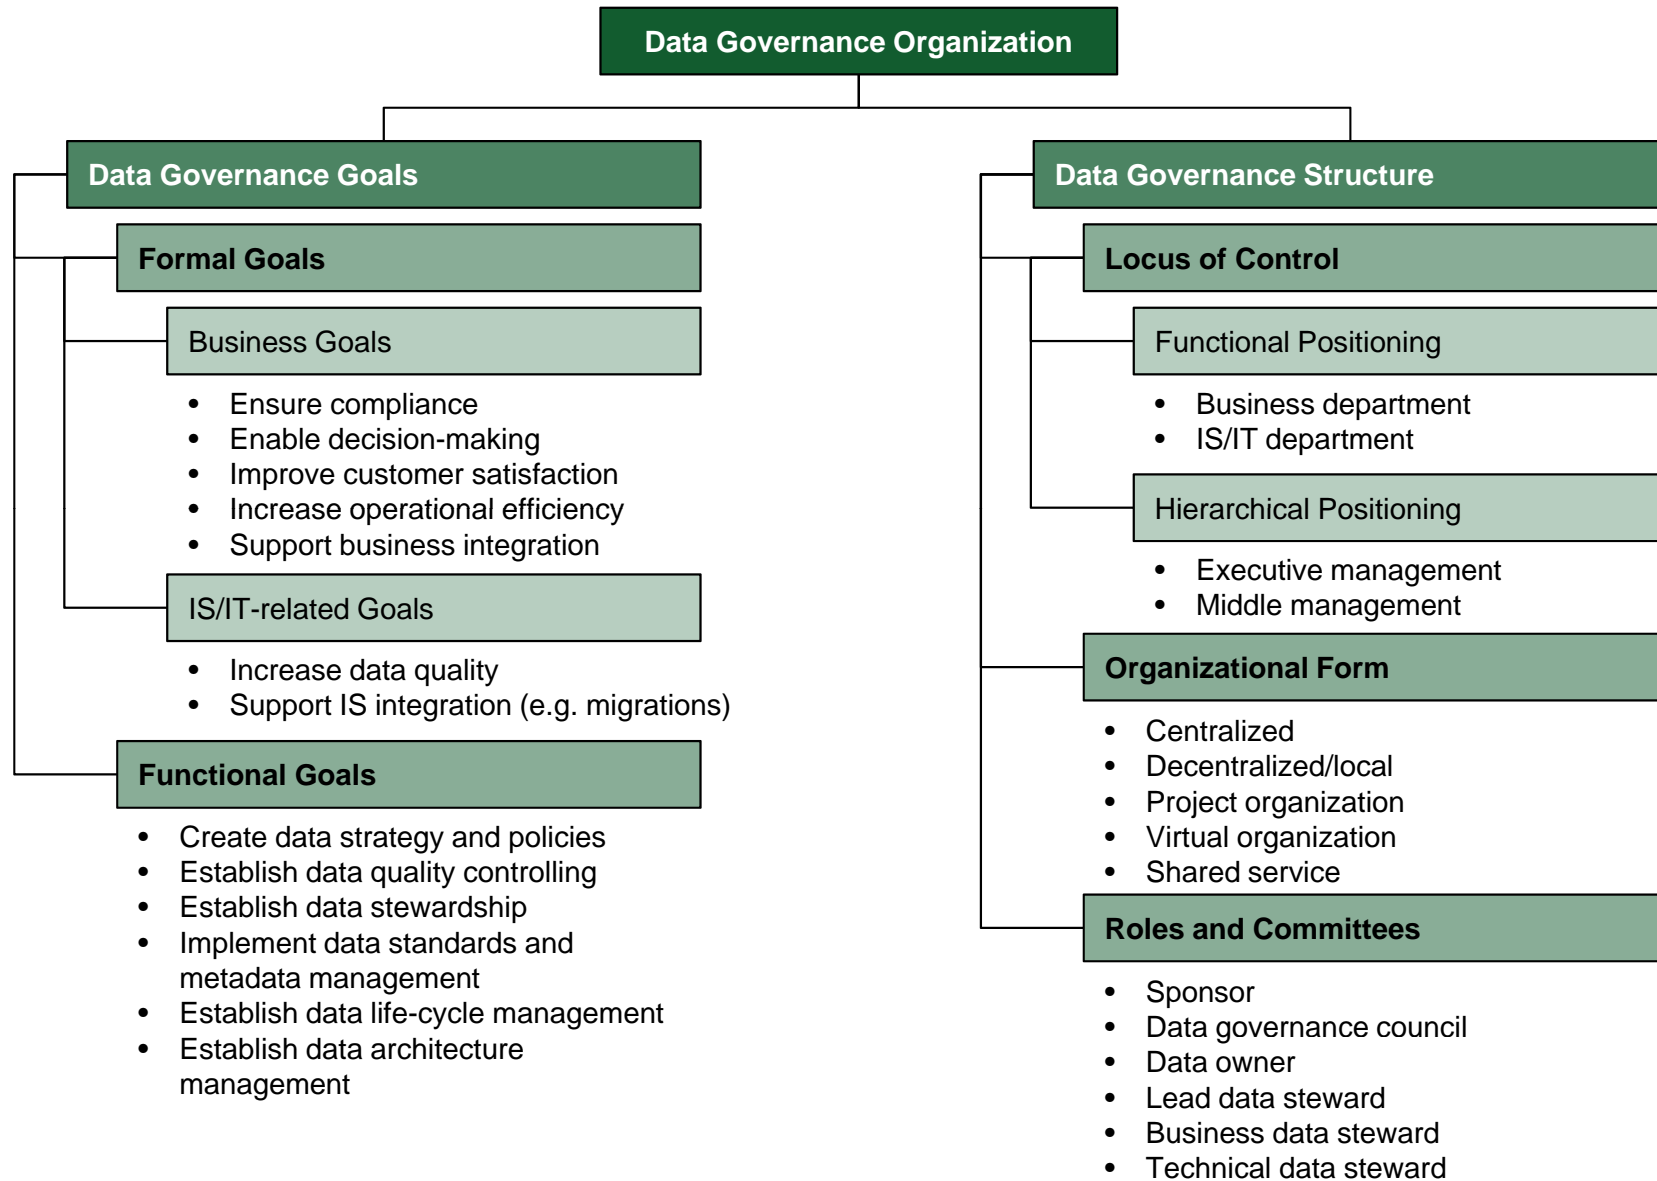 Data Governance Organization
Data Governance Goals
Formal Goals
Business Goals
• Ensure compliance
• Enable decision-making
• Improve customer satisfaction
• Increase operational efficiency
• Support business integration
IS/IT-related Goals
• Increase data quality
• Support IS integration (e.g. migrations)
Functional Goals
• Create data strategy and policies
• Establish data quality controlling
• Establish data stewardship
• Implement data standards and
metadata management
• Establish data life-cycle management
• Establish data architecture
management
Data Governance Structure
Locus of Control
Functional Positioning
• Business department
• IS/IT department
Hierarchical Positioning
• Executive management
• Middle management
Organizational Form
• Centralized
• Decentralized/local
• Project organization
• Virtual organization
• Shared service
Roles and Committees
• Sponsor
• Data governance council
• Data owner
• Lead data steward
• Business data steward
• Technical data steward